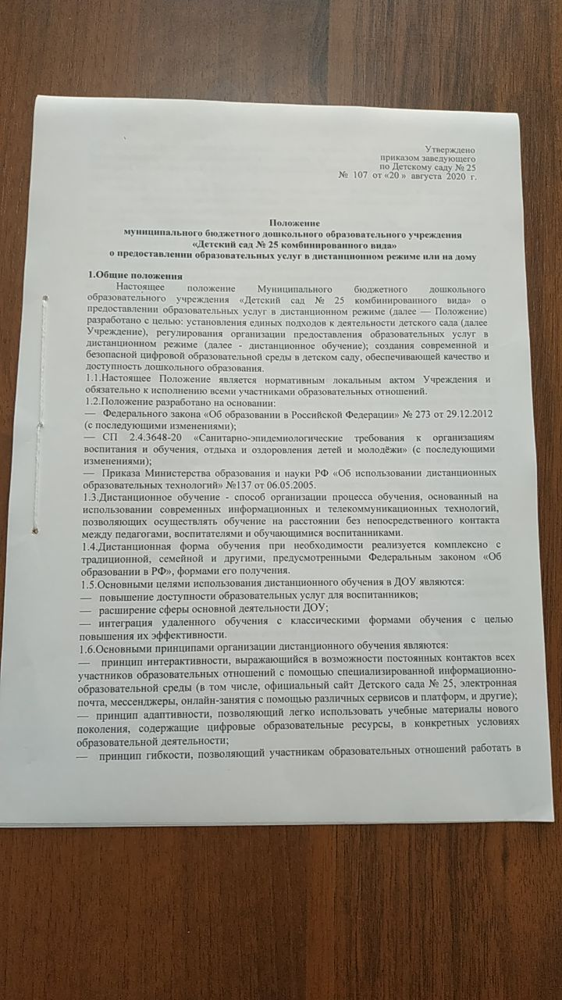 Утверждено
приказом заведующего
по Детскому саду № 25
№ 107 от «20 » августа 2020 г.
Положение
муниципального бюджетного дошкольного образовательного учреждения
«Детский сад № 25 комбинированного вида»
о предоставлении образовательных услуг в дистанционном режиме или на дому
1.Общие положения
Настоящее положение Муниципального бюджетного дошкольного
образовательного учреждения «Детский сад № 25 комбинированного вида» о
предоставлении образовательных услуг в дистанционном режиме (далее — Положение)
разработано с целью: установления единых подходов к деятельности детского сада (далее
Учреждение), регулирования организации предоставления образовательных услуг в
дистанционном режиме (далее - дистанционное обучение); создания современной и
безопасной цифровой образовательной среды в детском саду, обеспечивающей качество и
доступность дошкольного образования.
1.1.Настоящее Положение является нормативным локальным актом Учреждения и
обязательно к исполнению всеми участниками образовательных отношений.
1.2.Положение разработано на основании:
— Федерального закона «Об образовании в Российской Федерации» № 273 от 29.12.2012
(с последующими изменениями);
— СП 2.4.3648-20 «Санитарно-эпидемиологические требования к организациям
воспитания и обучения, отдыха и оздоровления детей и молодёжи» (с последующими
изменениями);
— Приказа Министерства образования и науки РФ «Об использовании дистанционных
образовательных технологий» №137 от 06.05.2005.
1.3.Дистанционное обучение - способ организации процесса обучения, основанный на
использовании современных информационных и телекоммуникационных технологий,
позволяющих осуществлять обучение на расстоянии без непосредственного контакта
между педагогами, воспитателями и обучающимися воспитанниками.
1.4.Дистанционная форма обучения при необходимости реализуется комплексно с
традиционной, семейной и другими, предусмотренными Федеральным законом «Об
образовании в РФ», формами его получения.
1.5.Основными целями использования дистанционного обучения в ДОУ являются:
— повышение доступности образовательных услуг для воспитанников;
— расширение сферы основной деятельности ДОУ;
— интеграция удаленного обучения с классическими формами обучения с целью
повышения их эффективности.
1.6.Основными принципами организации дистанционного обучения являются:
— принцип интерактивности, выражающийся в возможности постоянных контактов всех
участников образовательных отношений с помощью специализированной информационно-
образовательной среды (в том числе, официальный сайт Детского сада № 25, электронная
почта, мессенджеры, онлайн-занятия с помощью различных сервисов и платформ, и другие);
— принцип адаптивности, позволяющий легко использовать учебные материалы нового
поколения, содержащие цифровые образовательные ресурсы, в конкретных условиях
образовательной деятельности;
— принцип гибкости, позволяющий участникам образовательных отношений работать в